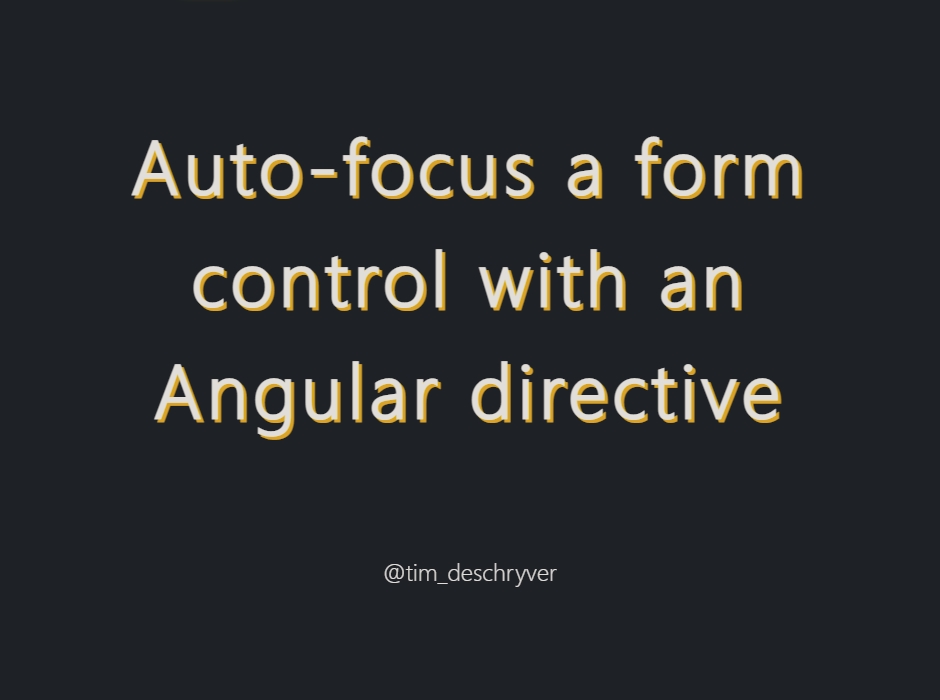 Auto-focus a form
control with an
Angular directive
@tim_deschryver